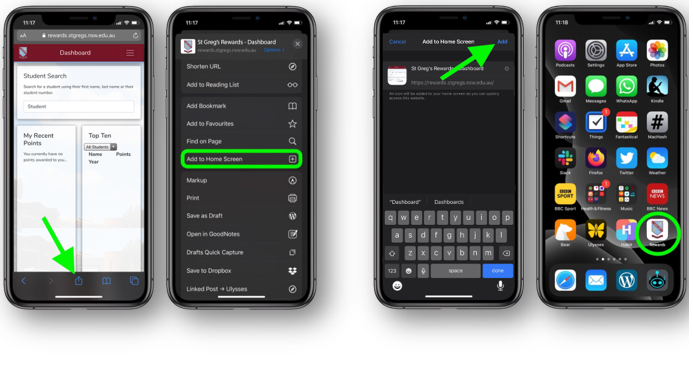 11:17
AA rewards.stgregs.nsw.edu.au
Dashboard
Student Search
Search for a student using their first name, last name or their
student number.
Student
My Recent
Points
You currently have no
points awarded to you...
Top Ten
All Students
Name Points
Year
11:17
St Greg's Rewards - Dashboard
rewards.stgregs.nsw.edu.au Options >
Shorten URL
Add to Reading List
Add Bookmark
Add to Favourites
Find on Page
Add to Home Screen
Markup
Print
Save as Draft
Open in GoodNotes
Drafts Quick Capture
Save to Dropbox
Linked Post → Ulysses
11:17
Cancel Add to Home Screen Add
St Greg's Rewards - Dashboard
https://rewards.stgregs.nsw.edu.au/
An icon will be added to your home screen so you can quickly
access this website.
"Dashboard" Dashboards
q w e r t y u i o p
a s d f g h j k l
z x c v b n m
123 space done
11:18
Podcasts Settings App Store Photos
Gmail Messages WhatsApp Kindle
1
Shortcuts Things Fantastical Hashtach
#
Slack Firefox Twitter Weather
BBC SPORT
1
BBC NEWS
BBC Sport Health&Fitness Music BBC News
H
Bear Ulysses Habit Rewards